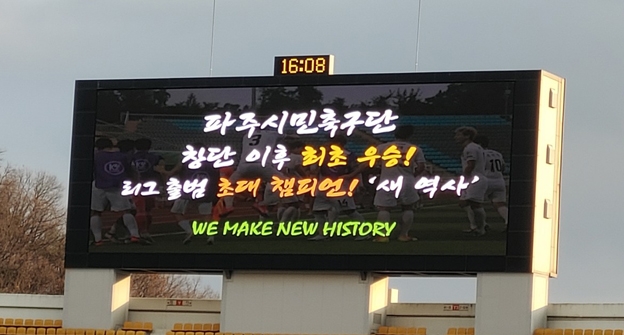 16:08
파주시민축구단
창단 이후 최초 우승!
리그 출범 초대 챔피언! '새 역사'
WE MAKE NEW HISTORY